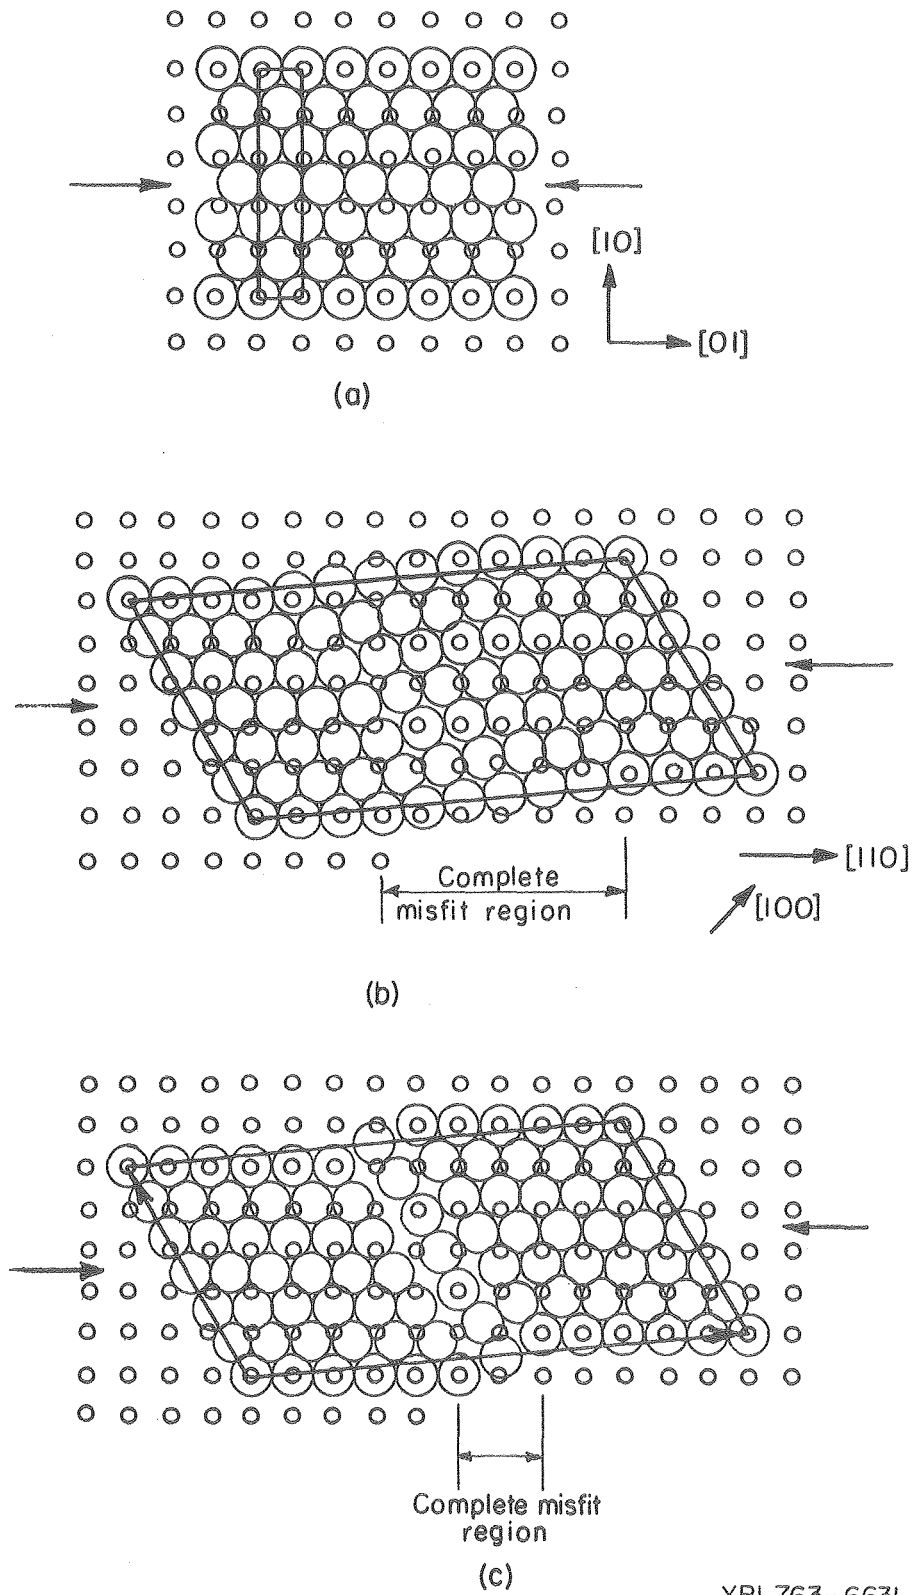 [10]
[01]
(a)
[110]
[100]
Complete
misfit region
(b)
Complete misfit
region
(c)